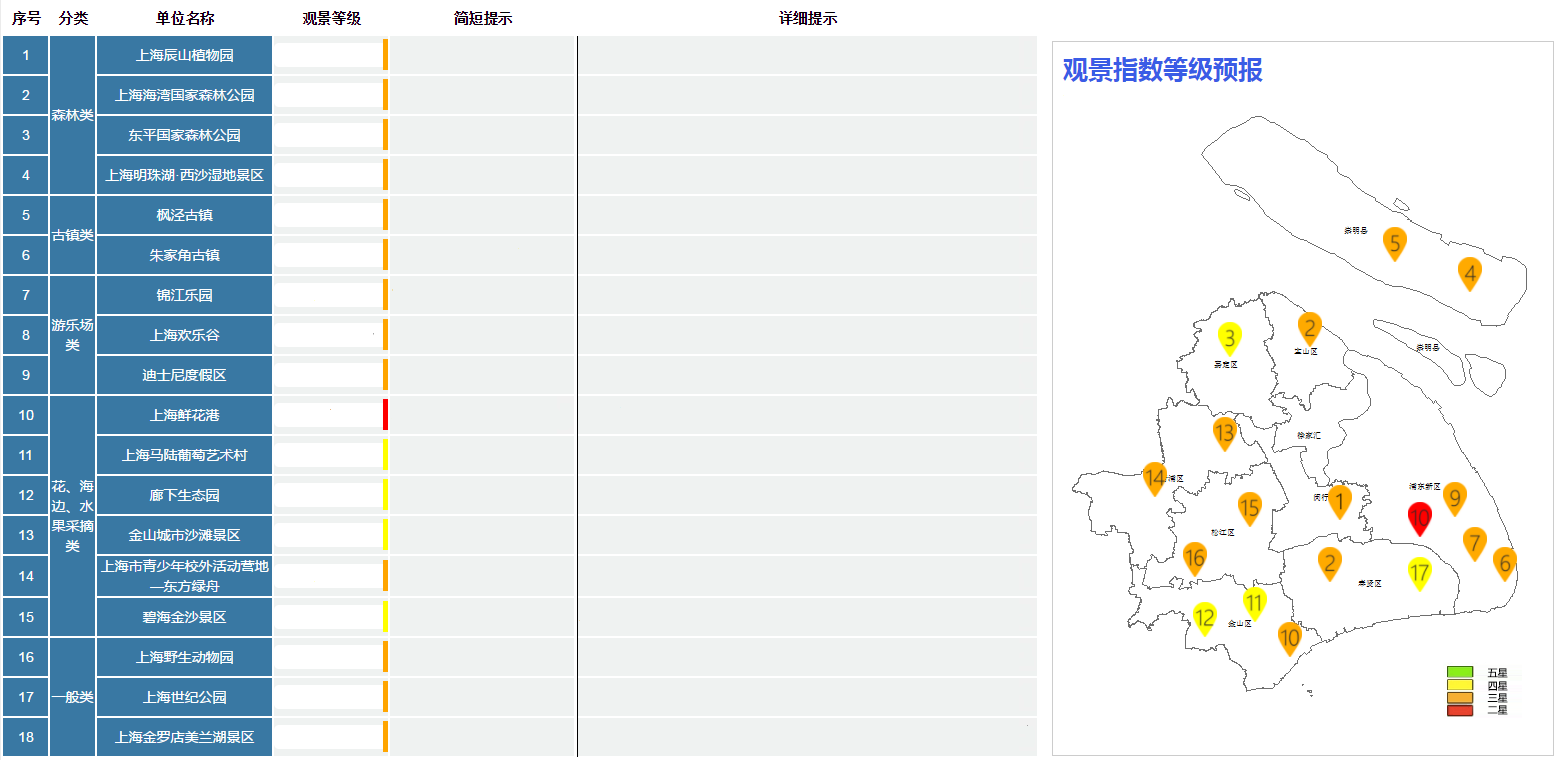 序号 分类 单位名称 观景等级 简短提示 详细提示
1 上海辰山植物园
2 上海海湾国家森林公园
森林类
3 东平国家森林公园
4 上海明珠湖·西沙湿地景区
5 枫泾古镇
古镇类
6 朱家角古镇
7 锦江乐园
游乐场
类
8 上海欢乐谷
9 迪士尼度假区
10 上海鲜花港
11 上海马陆葡萄艺术村
花、海
边、水
果采摘
类
12 廊下生态园
13 金山城市沙滩景区
14 上海市青少年校外活动营地
—东方绿舟
15 碧海金沙景区
16 上海野生动物园
一般类
17 上海世纪公园
18 上海金罗店美兰湖景区
观景指数等级预报
崇明县
5
4
3
2
嘉定区
宝山区
崇明县
13
徐家汇
14
浦区
15
闵行
1
浦东新区
9
10
松江区
16
2
奉贤区
17
7
6
12
11
金山区
10
五星
四星
三星
二星